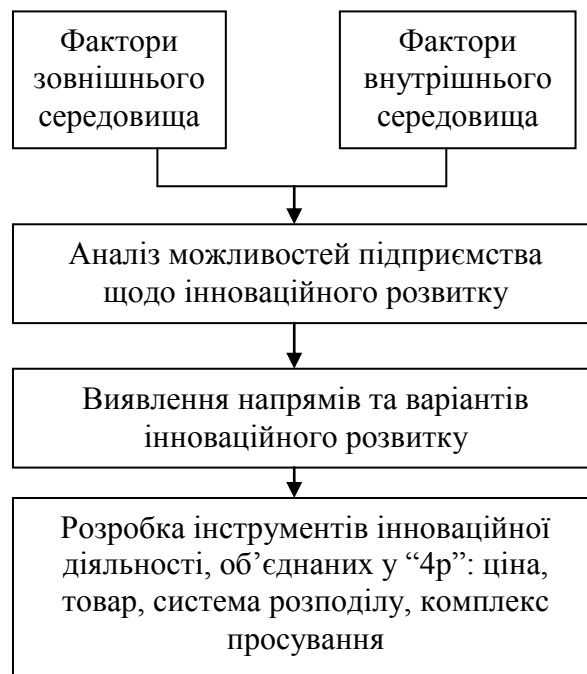 Фактори
зовнішнього
середовища
Фактори
внутрішнього
середовища
Аналіз можливостей підприємства
щодо інноваційного розвитку
Виявлення напрямів та варіантів
інноваційного розвитку
Розробка інструментів інноваційної
діяльності, об’єднаних у “4р”: ціна,
товар, система розподілу, комплекс
просування